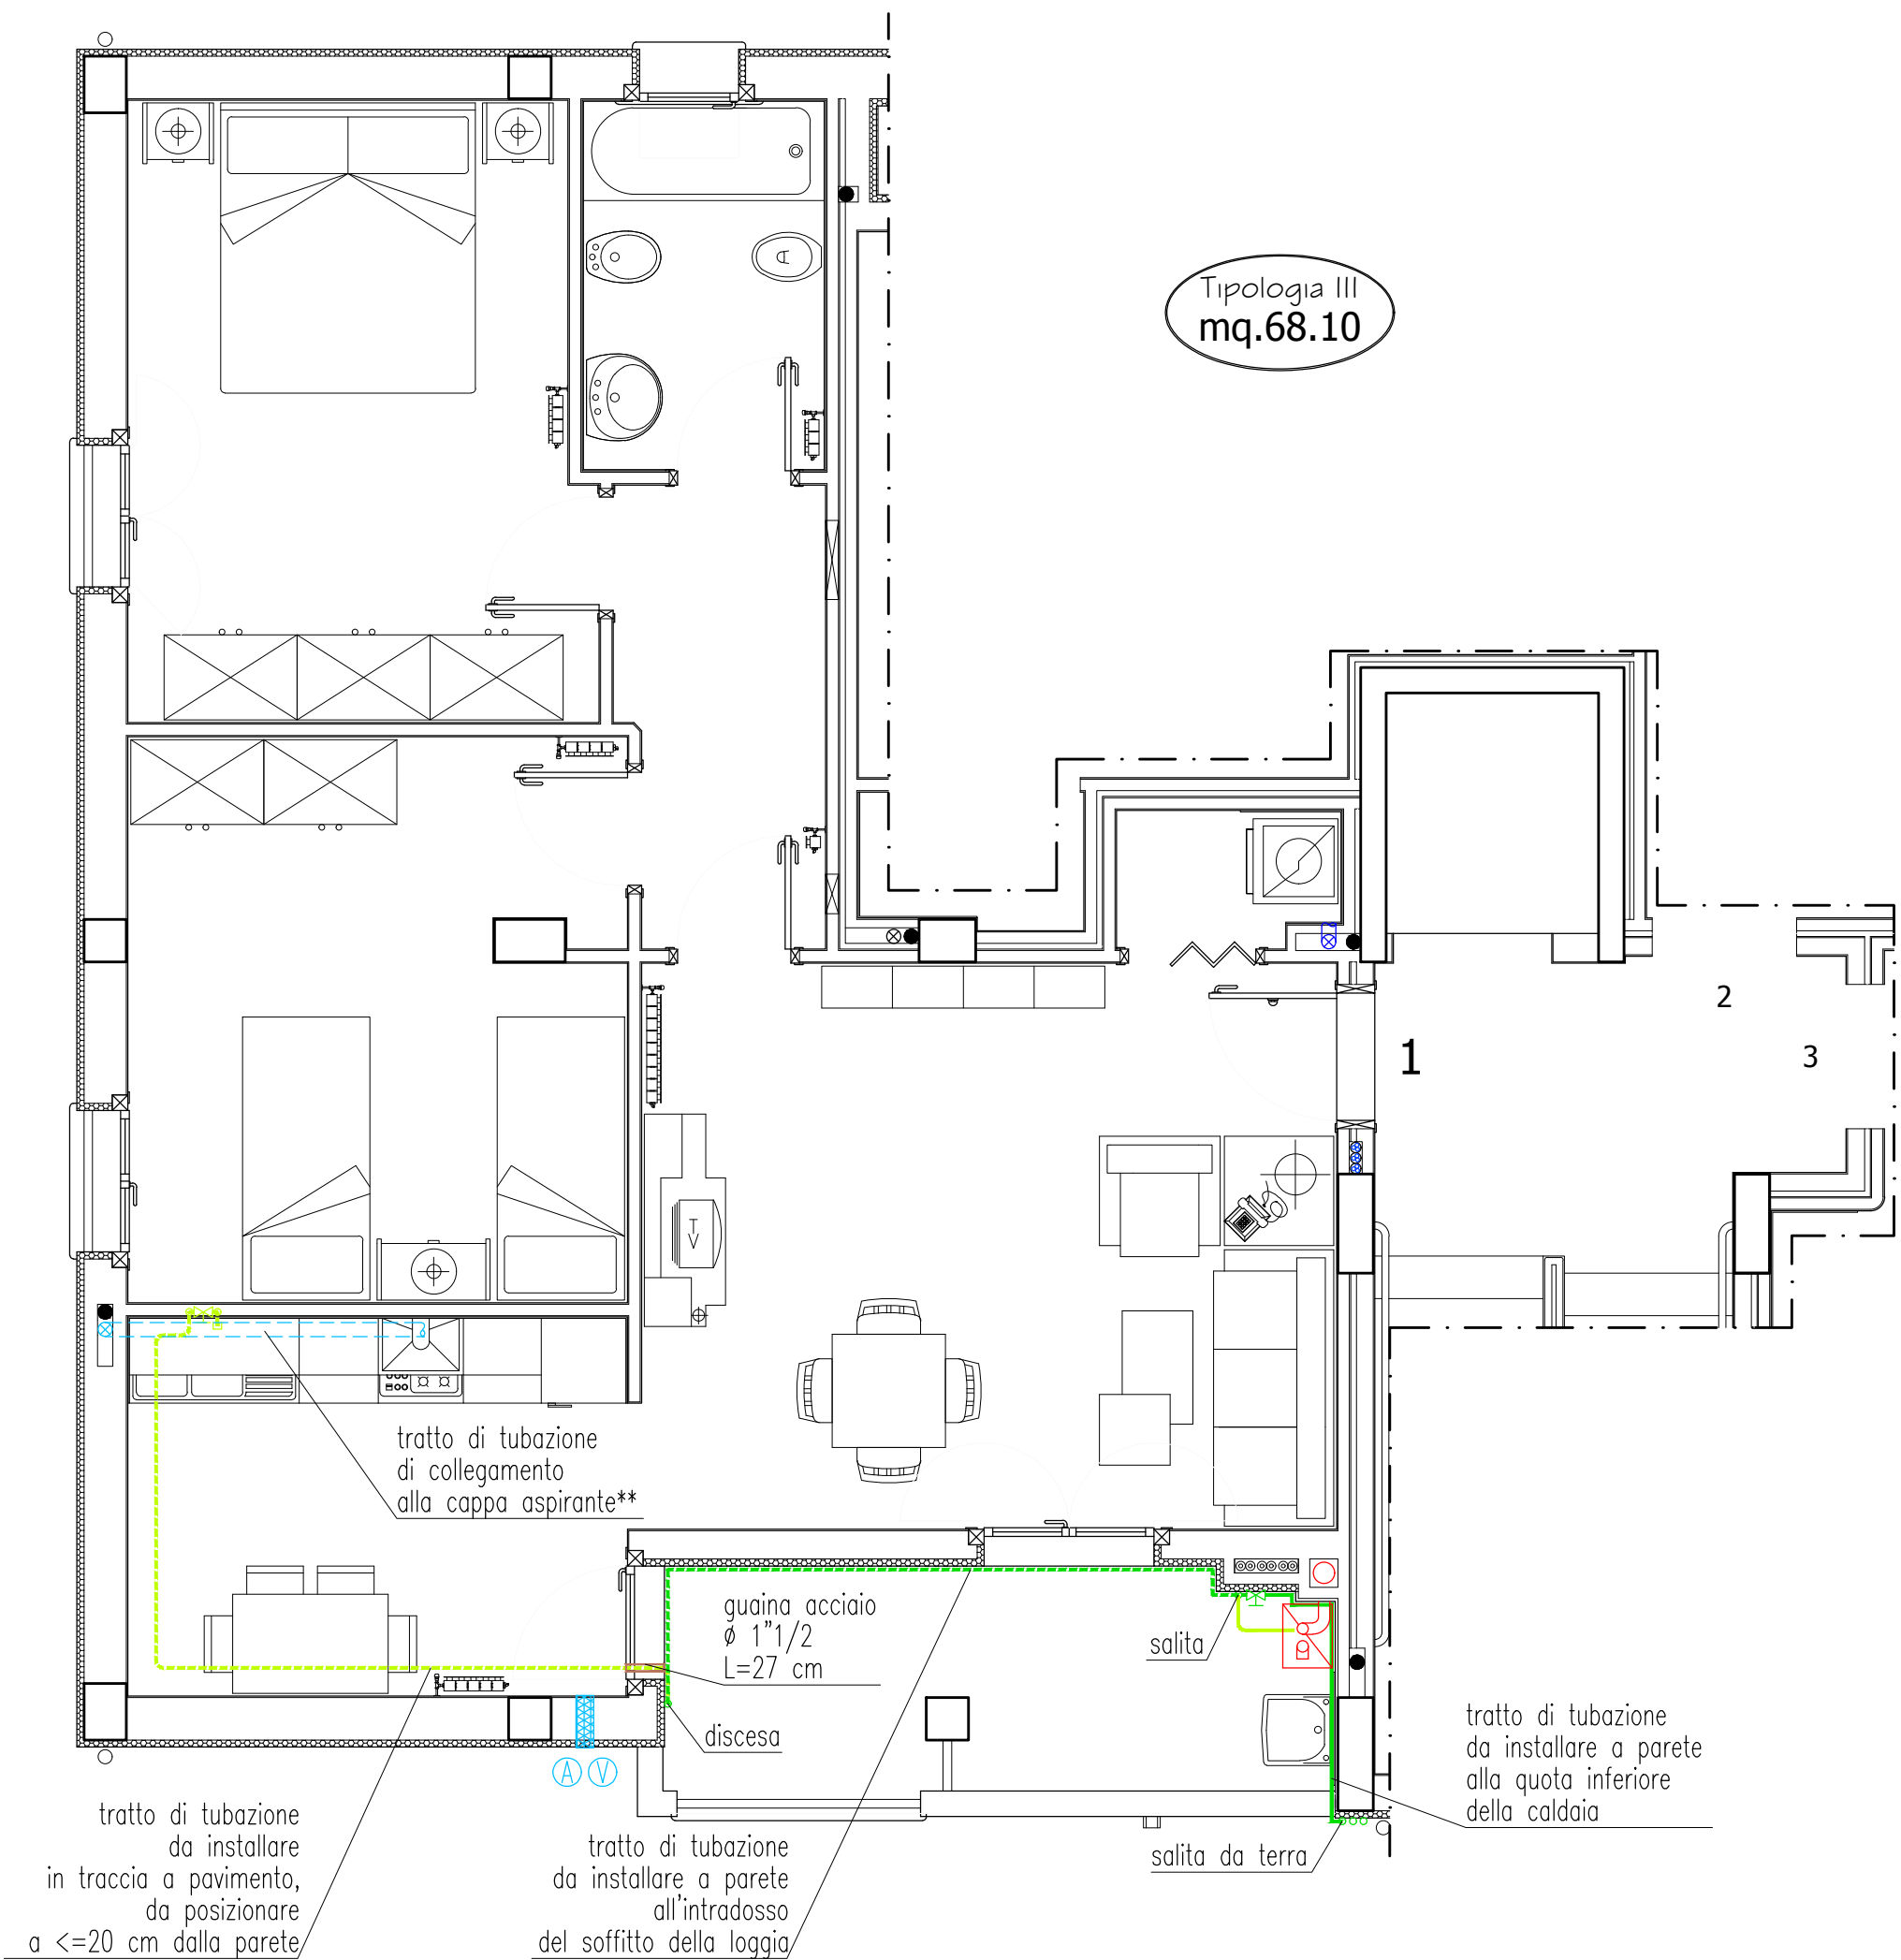 Tipologia III
mq.68.10
2
3
1
tratto di tubazione
di collegamento
alla cappa aspirante**
guaina acciaio
ø 1"1/2
L=27 cm
salita
discesa
A V
tratto di tubazione
da installare a parete
alla quota inferiore
della caldaia
tratto di tubazione
da installare
in traccia a pavimento,
da posizionare
a <=20 cm dalla parete
tratto di tubazione
da installare a parete
all'intradosso
del soffitto della loggia
salita da terra